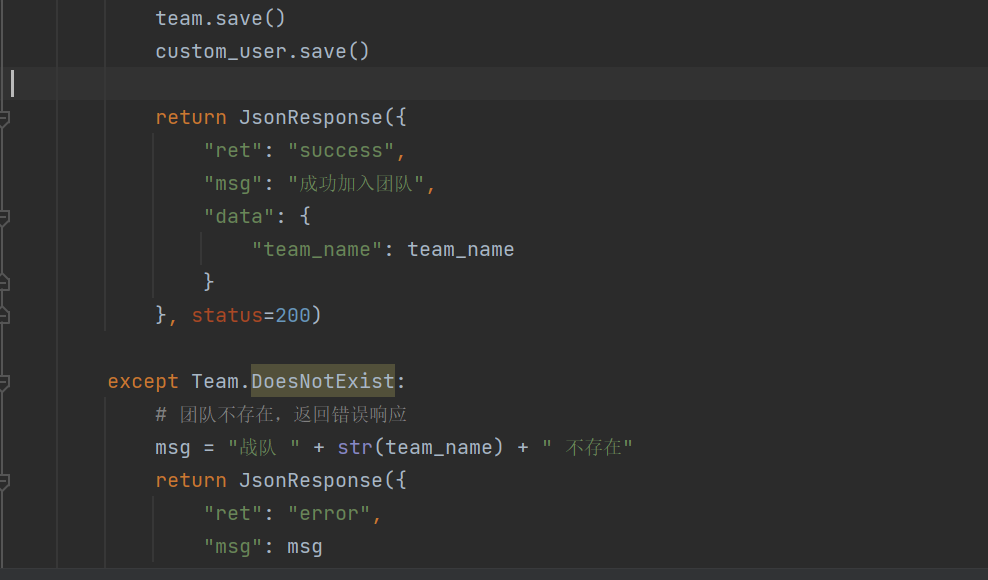 team.save()
custom_user.save()
return JsonResponse({
"ret": "success",
"msg": "成功加入团队",
"data": {
"team_name": team_name
}
}, status=200)
except Team.DoesNotExist:
# 团队不存在，返回错误响应
msg = "战队 " + str(team_name) + " 不存在"
return JsonResponse({
"ret": "error",
"msg": msg